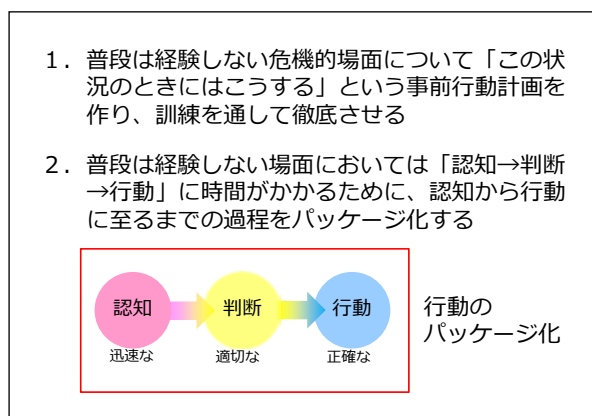 1．普段は経験しない危機的場面について「この状
況のときにはこうする」という事前行動計画を
作り、訓練を通して徹底させる
2．普段は経験しない場面においては「認知→判断
→行動」に時間がかかるために、認知から行動
に至るまでの過程をパッケージ化する
認知 判断 行動
迅速な 適切な 正確な
行動の
パッケージ化